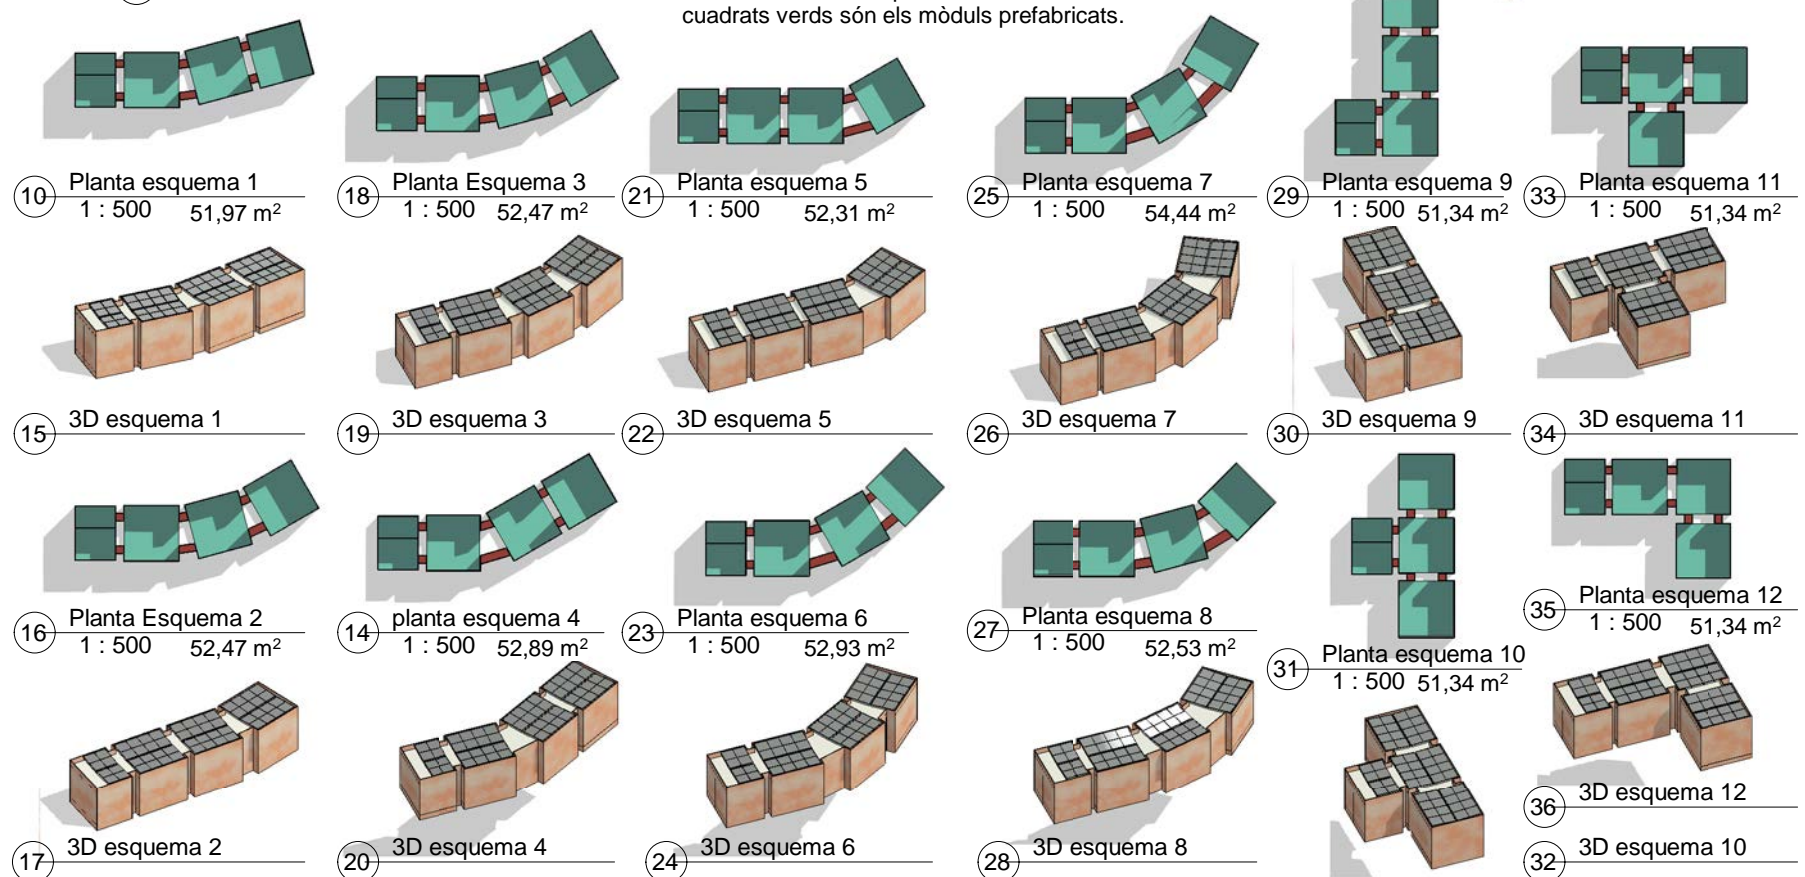 cuadrats verds són els mòduls prefabricats.
10 Planta esquema 1
1 : 500 51,97 m²
18 Planta Esquema 3
1 : 500 52,47 m²
21 Planta esquema 5
1 : 500 52,31 m²
25 Planta esquema 7
1 : 500 54,44 m²
29 Planta esquema 9
1 : 500 51,34 m²
33 Planta esquema 11
1 : 500 51,34 m²
15 3D esquema 1
19 3D esquema 3
22 3D esquema 5
26 3D esquema 7
30 3D esquema 9
34 3D esquema 11
16 Planta Esquema 2
1 : 500 52,47 m²
14 planta esquema 4
1 : 500 52,89 m²
23 Planta esquema 6
1 : 500 52,93 m²
27 Planta esquema 8
1 : 500 52,53 m²
31 Planta esquema 10
1 : 500 51,34 m²
35 Planta esquema 12
1 : 500 51,34 m²
17 3D esquema 2
20 3D esquema 4
24 3D esquema 6
28 3D esquema 8
36 3D esquema 12
32 3D esquema 10